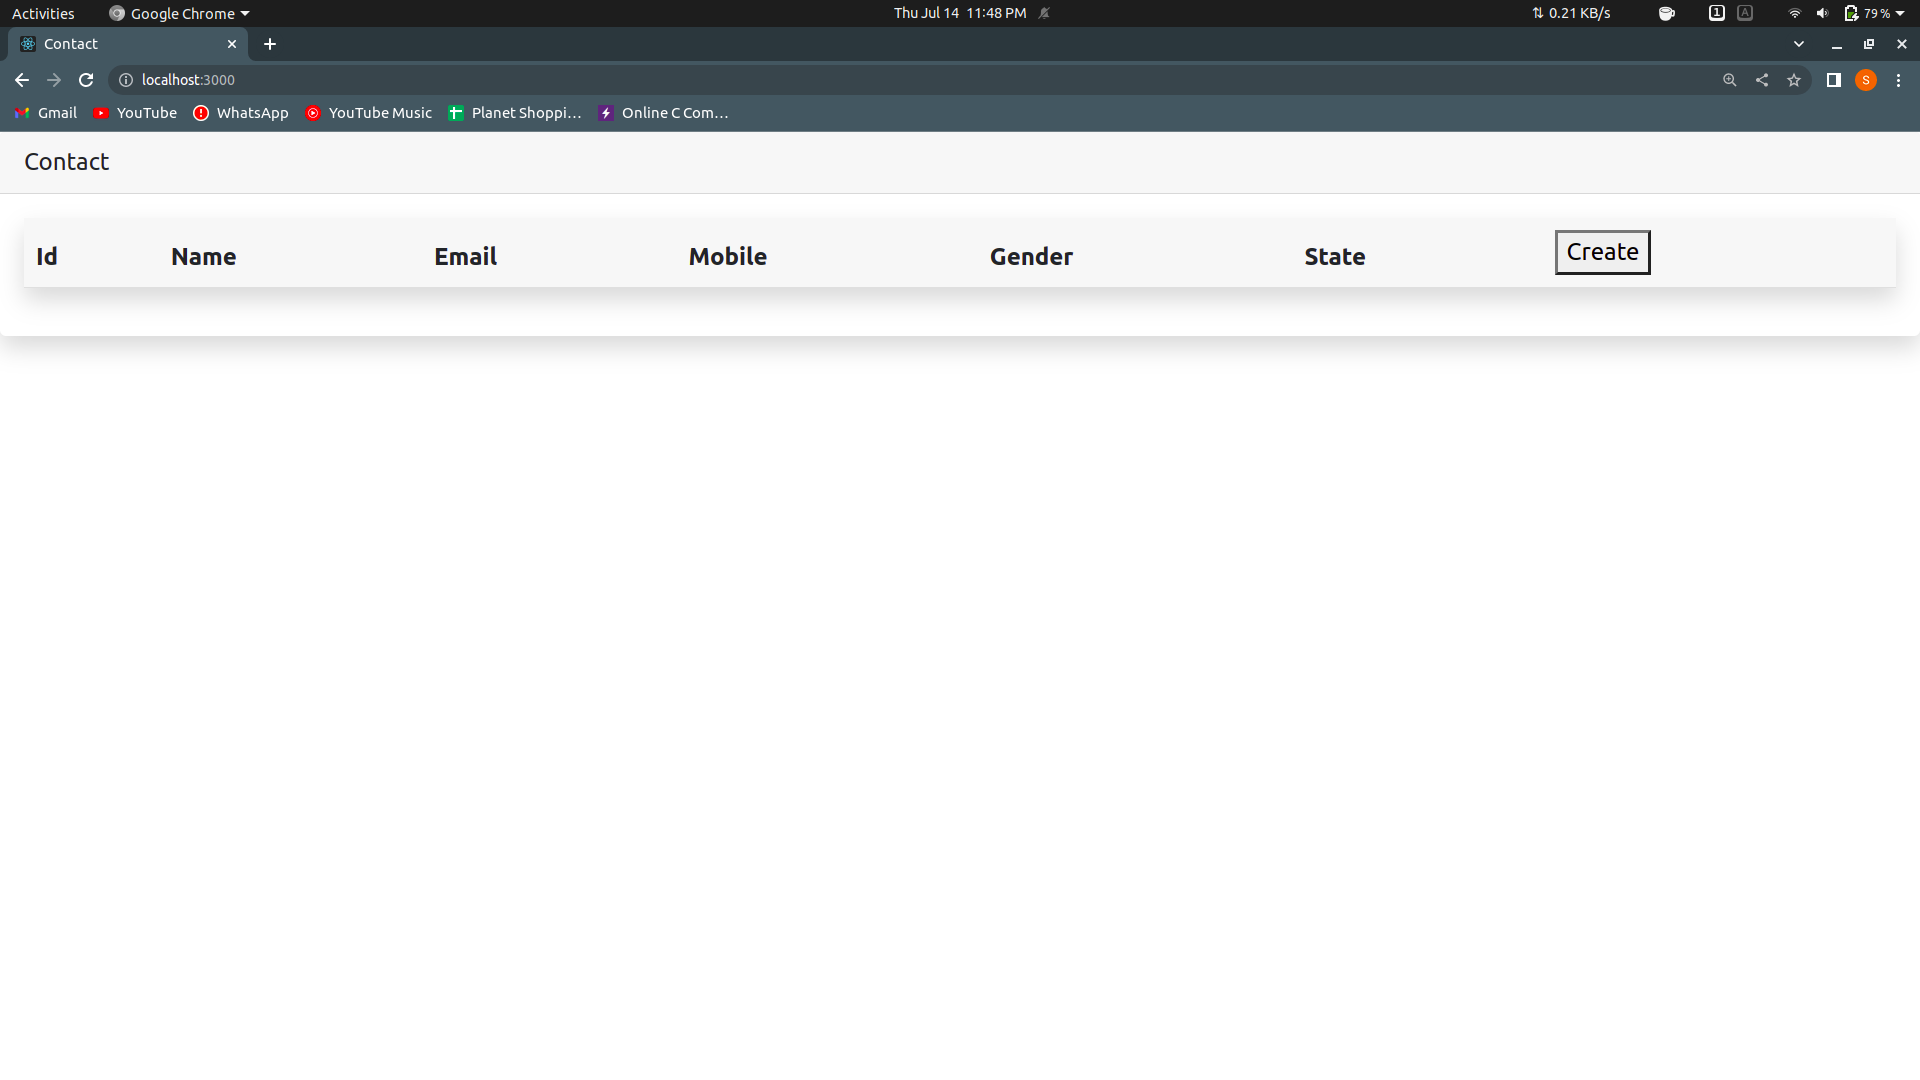 Activities Google Chrome Thu Jul 14 11:48 PM 0.21 KB/s 1 A 79 %
Contact
localhost:3000 S
Gmail YouTube WhatsApp YouTube Music Planet Shoppi... Online C Com...
Contact
Id Name Email Mobile Gender State Create